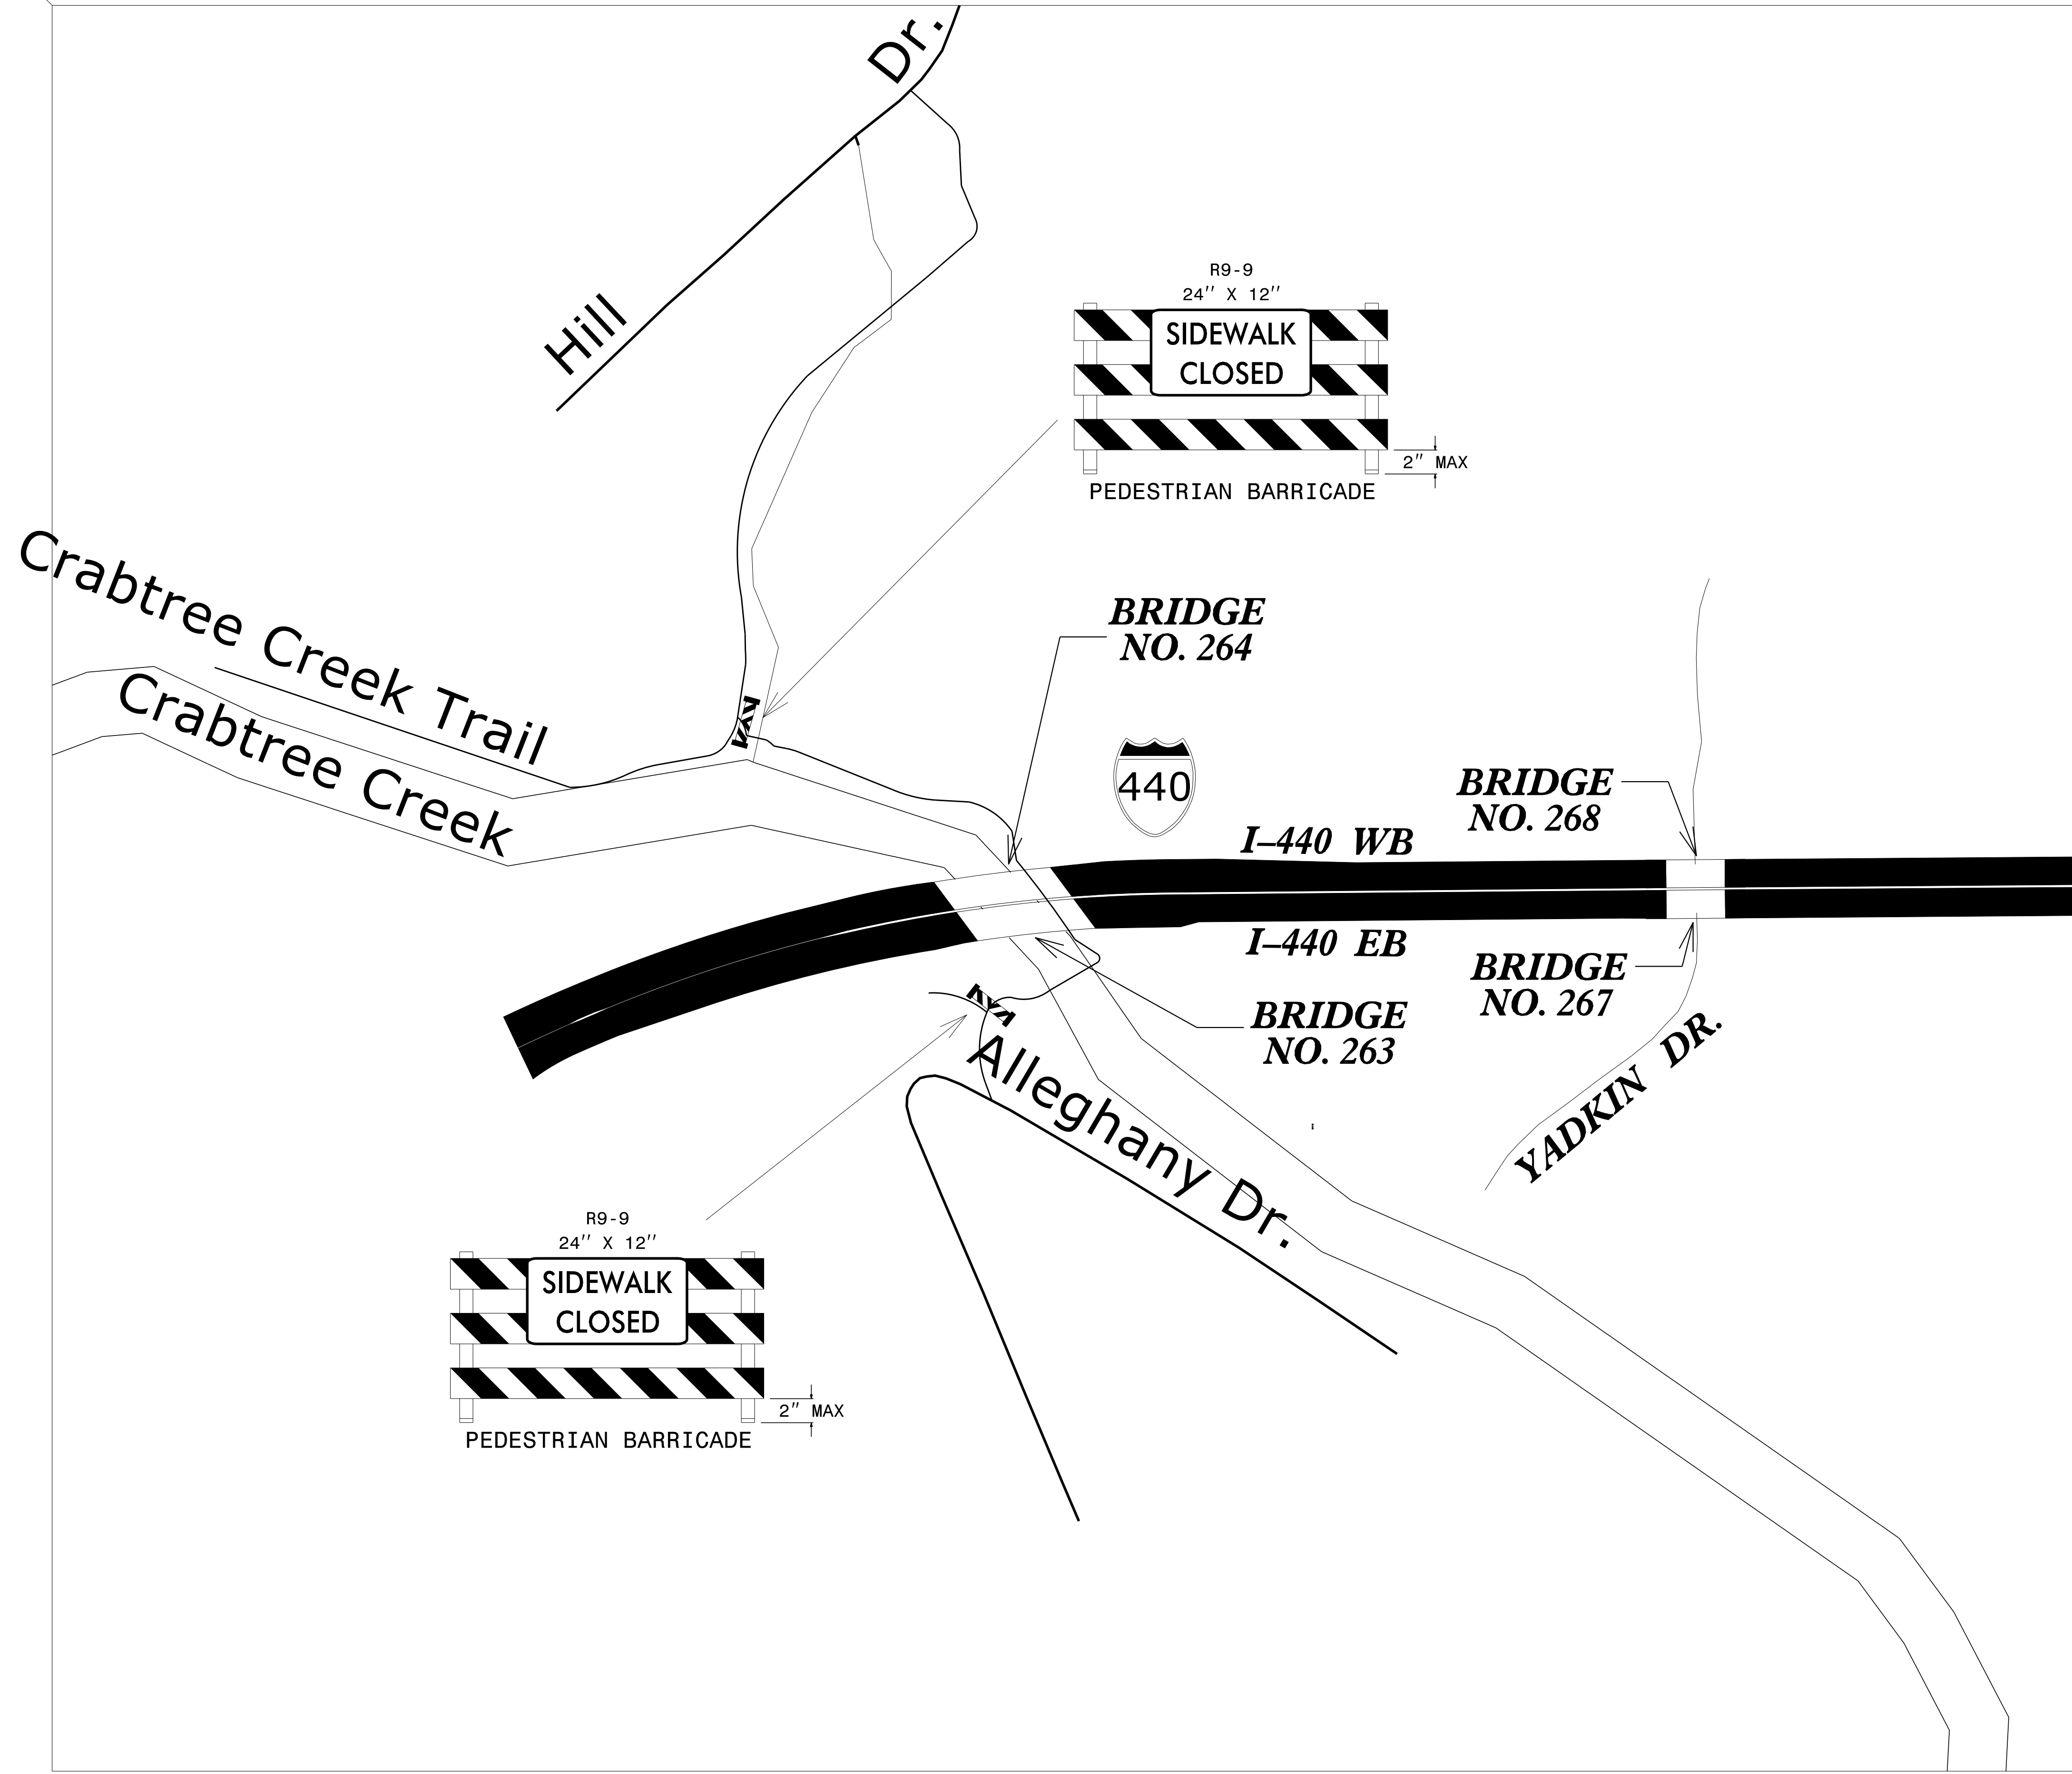 Dr.
Hill
R9-9
24" X 12"
SIDEWALK
CLOSED
2" MAX
PEDESTRIAN BARRICADE
Crabtree Creek Trail
Crabtree Creek
BRIDGE
NO. 264
440
I-440 WB
BRIDGE
NO. 268
I-440 EB
BRIDGE
NO. 267
BRIDGE
NO. 263
YADKIN DR.
Alleghany Dr.
R9-9
24" X 12"
SIDEWALK
CLOSED
2" MAX
PEDESTRIAN BARRICADE